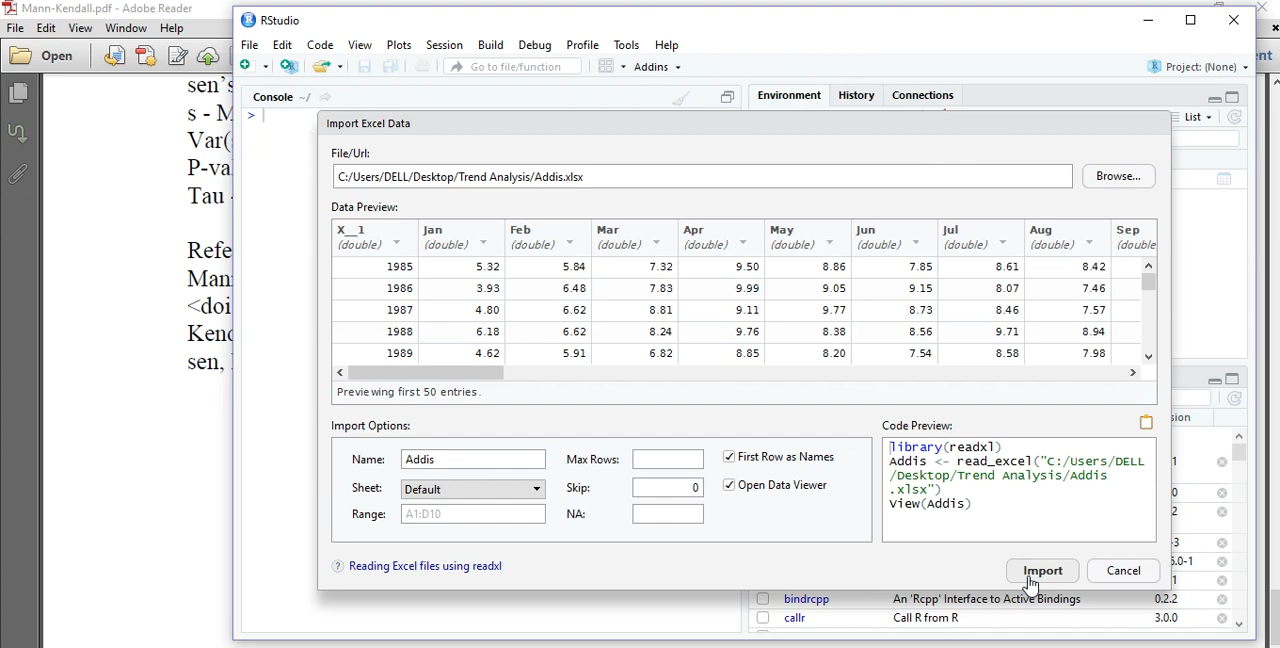 Mann-Kendall.pdf - Adobe Reader
File Edit View Window Help
Open
sen's
s - M
Var(
P-va
Tau -
Refe
Man
<doi
Kend
sen,
RStudio
File Edit Code View Plots Session Build Debug Profile Tools Help
Go to file/function Addins Project: (None)
Console ~/
>
Environment History Connections
List
Import Excel Data
File/Url:
C:/Users/DELL/Desktop/Trend Analysis/Addis.xlsx Browse...
Data Preview:
X__1 Jan Feb Mar Apr May Jun Jul Aug Sep
(double) (double) (double) (double) (double) (double) (double) (double) (double) (double
1985 5.32 5.84 7.32 9.50 8.86 7.85 8.61 8.42
1986 3.93 6.48 7.83 9.99 9.05 9.15 8.07 7.46
1987 4.80 6.62 8.81 9.11 9.77 8.73 8.46 7.57
1988 6.18 6.62 8.24 9.76 8.38 8.56 9.71 8.94
1989 4.62 5.91 6.82 8.85 8.20 7.54 8.58 7.98
Previewing first 50 entries.
Import Options:
Name: Addis Max Rows: First Row as Names
Sheet: Default Skip: 0 Open Data Viewer
Range: A1:D10 NA:
Code Preview:
library(readxl)
Addis <- read_excel("C:/Users/DELL
/Desktop/Trend Analysis/Addis
.xlsx")
View(Addis)
Reading Excel files using readxl
Import Cancel
bindrcpp An 'Rcpp' Interface to Active Bindings 0.2.2
callr Call R from R 3.0.0